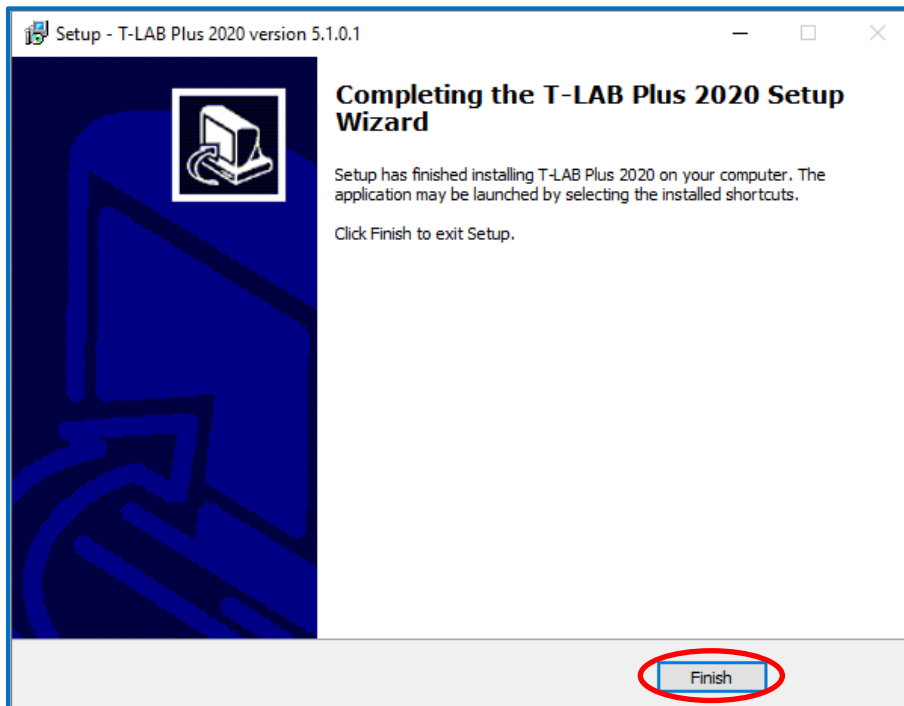 Setup - T-LAB Plus 2020 version 5.1.0.1
Completing the T-LAB Plus 2020 Setup
Wizard
Setup has finished installing T-LAB Plus 2020 on your computer. The
application may be launched by selecting the installed shortcuts.
Click Finish to exit Setup.
Finish